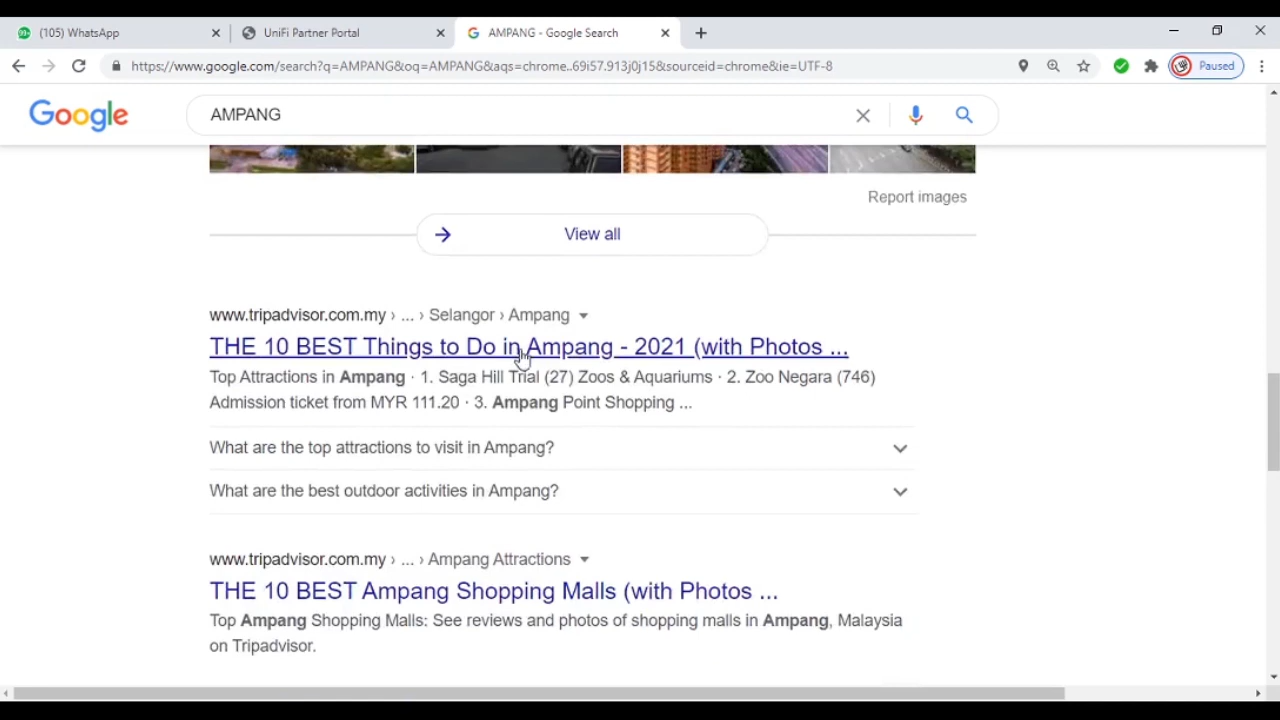 99+ (105) WhatsApp
UniFi Partner Portal
AMPANG - Google Search
https://www.google.com/search?q=AMPANG&oq=AMPANG&aqs=chrome..69i57.913j0j15&sourceid=chrome&ie=UTF-8
Paused
Google
AMPANG
Report images
View all
www.tripadvisor.com.my › ... › Selangor › Ampang
THE 10 BEST Things to Do in Ampang - 2021 (with Photos ...
Top Attractions in Ampang · 1. Saga Hill Trial (27) Zoos & Aquariums · 2. Zoo Negara (746)
Admission ticket from MYR 111.20 · 3. Ampang Point Shopping ...
What are the top attractions to visit in Ampang?
What are the best outdoor activities in Ampang?
www.tripadvisor.com.my › ... › Ampang Attractions
THE 10 BEST Ampang Shopping Malls (with Photos ...
Top Ampang Shopping Malls: See reviews and photos of shopping malls in Ampang, Malaysia
on Tripadvisor.